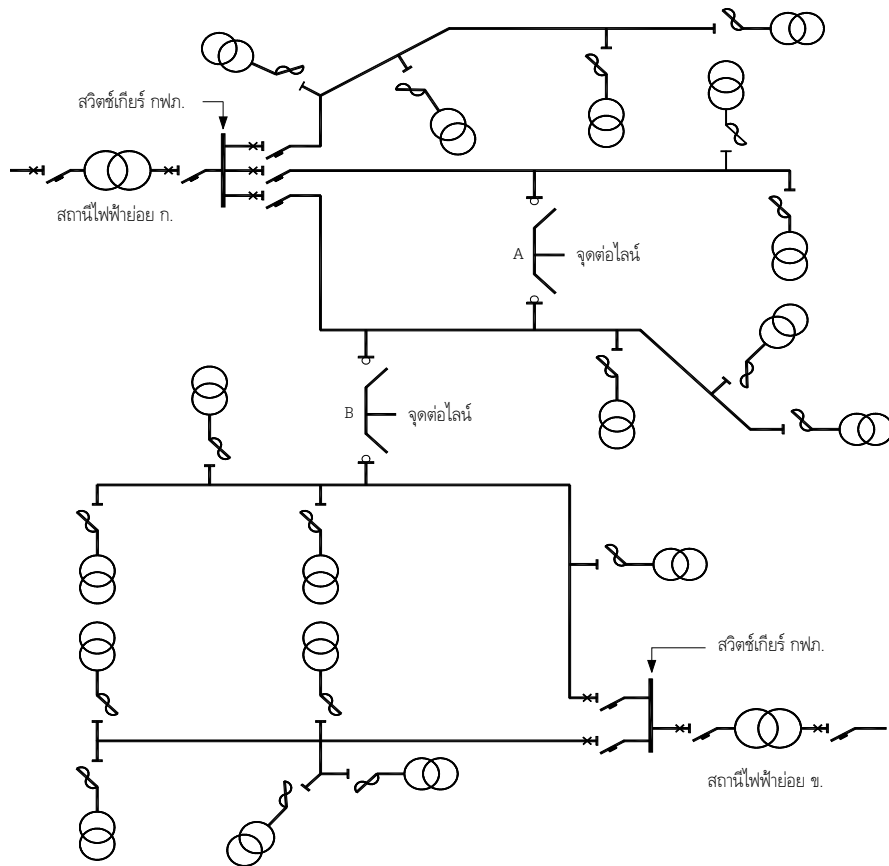 สวิตช์เกียร์ กฟภ.
สถานีไฟฟ้าย่อย ก.
A จุดต่อไลน์
B จุดต่อไลน์
สวิตช์เกียร์ กฟภ.
สถานีไฟฟ้าย่อย ข.